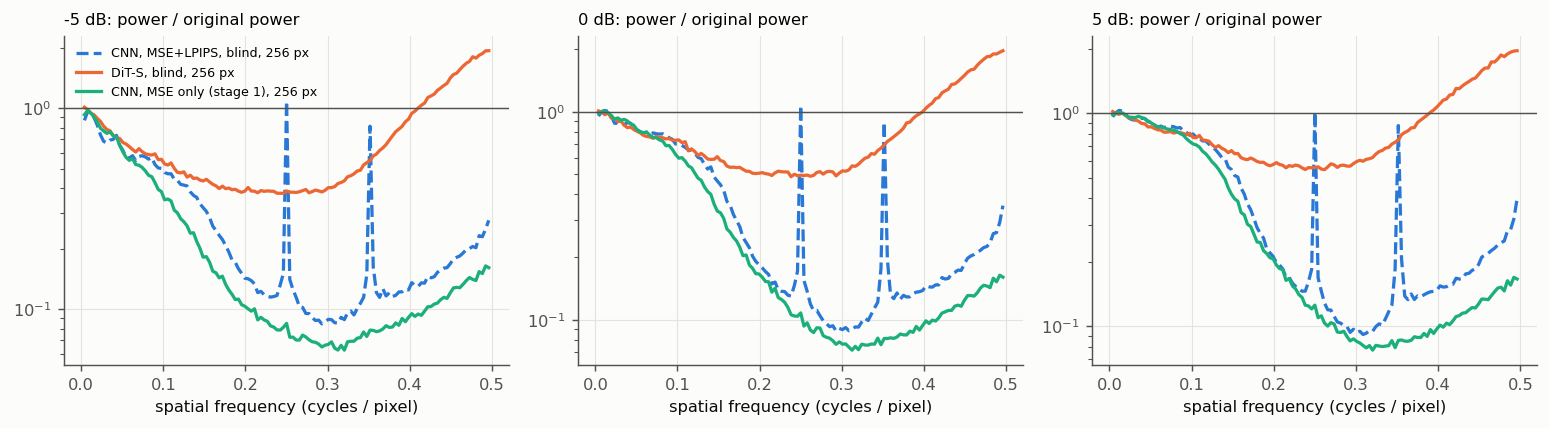 -5 dB: power / original power
CNN, MSE+LPIPS, blind, 256 px
DiT-S, blind, 256 px
CNN, MSE only (stage 1), 256 px
10⁰
10⁻¹
0.0 0.1 0.2 0.3 0.4 0.5
spatial frequency (cycles / pixel)
0 dB: power / original power
10⁰
10⁻¹
0.0 0.1 0.2 0.3 0.4 0.5
spatial frequency (cycles / pixel)
5 dB: power / original power
10⁰
10⁻¹
0.0 0.1 0.2 0.3 0.4 0.5
spatial frequency (cycles / pixel)